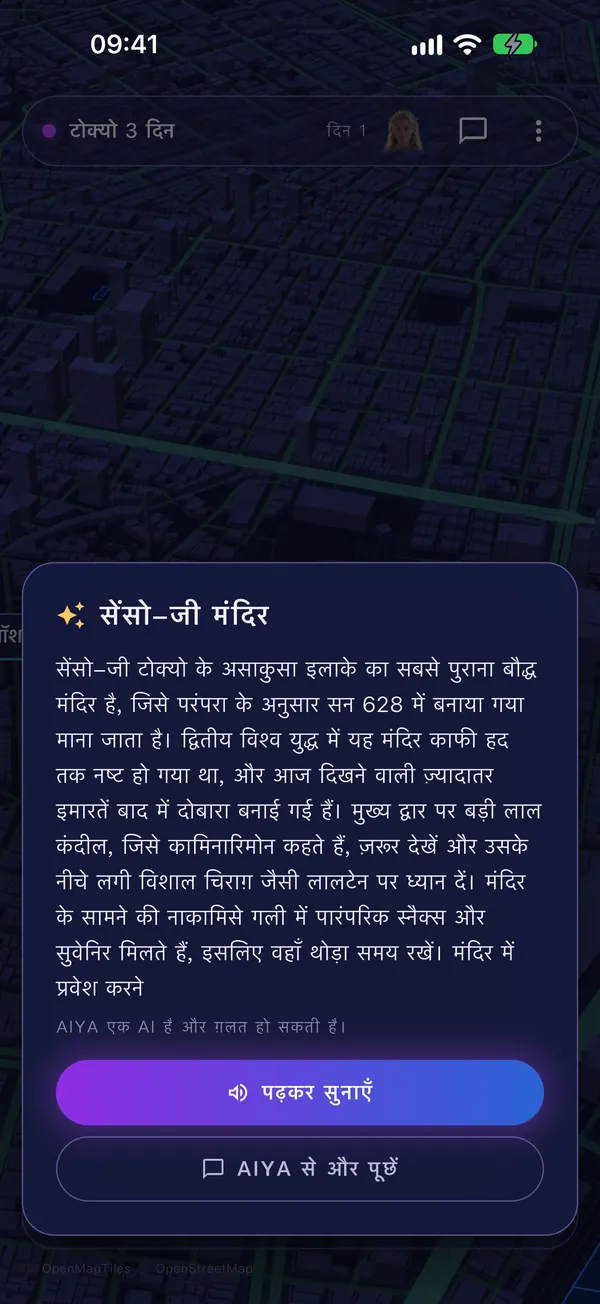 09:41
टोक्यो 3 दिन
दिन 1
सेंसो–जी मंदिर
सेंसो–जी टोक्यो के असाकुसा इलाके का सबसे पुराना बौद्ध
मंदिर है, जिसे परंपरा के अनुसार सन 628 में बनाया गया
माना जाता है। द्वितीय विश्व युद्ध में यह मंदिर काफी हद
तक नष्ट हो गया था, और आज दिखने वाली ज़्यादातर
इमारतें बाद में दोबारा बनाई गई हैं। मुख्य द्वार पर बड़ी लाल
कंदील, जिसे कामिनारिमोन कहते हैं, ज़रूर देखें और उसके
नीचे लगी विशाल चिराग़ जैसी लालटेन पर ध्यान दें। मंदिर
के सामने की नाकामिसे गली में पारंपरिक स्नैक्स और
सुवेनिर मिलते हैं, इसलिए वहाँ थोड़ा समय रखें। मंदिर में
प्रवेश करने
AIYA एक AI है और ग़लत हो सकती है।
पढ़कर सुनाएँ
AIYA से और पूछें
© OpenMapTiles © OpenStreetMap